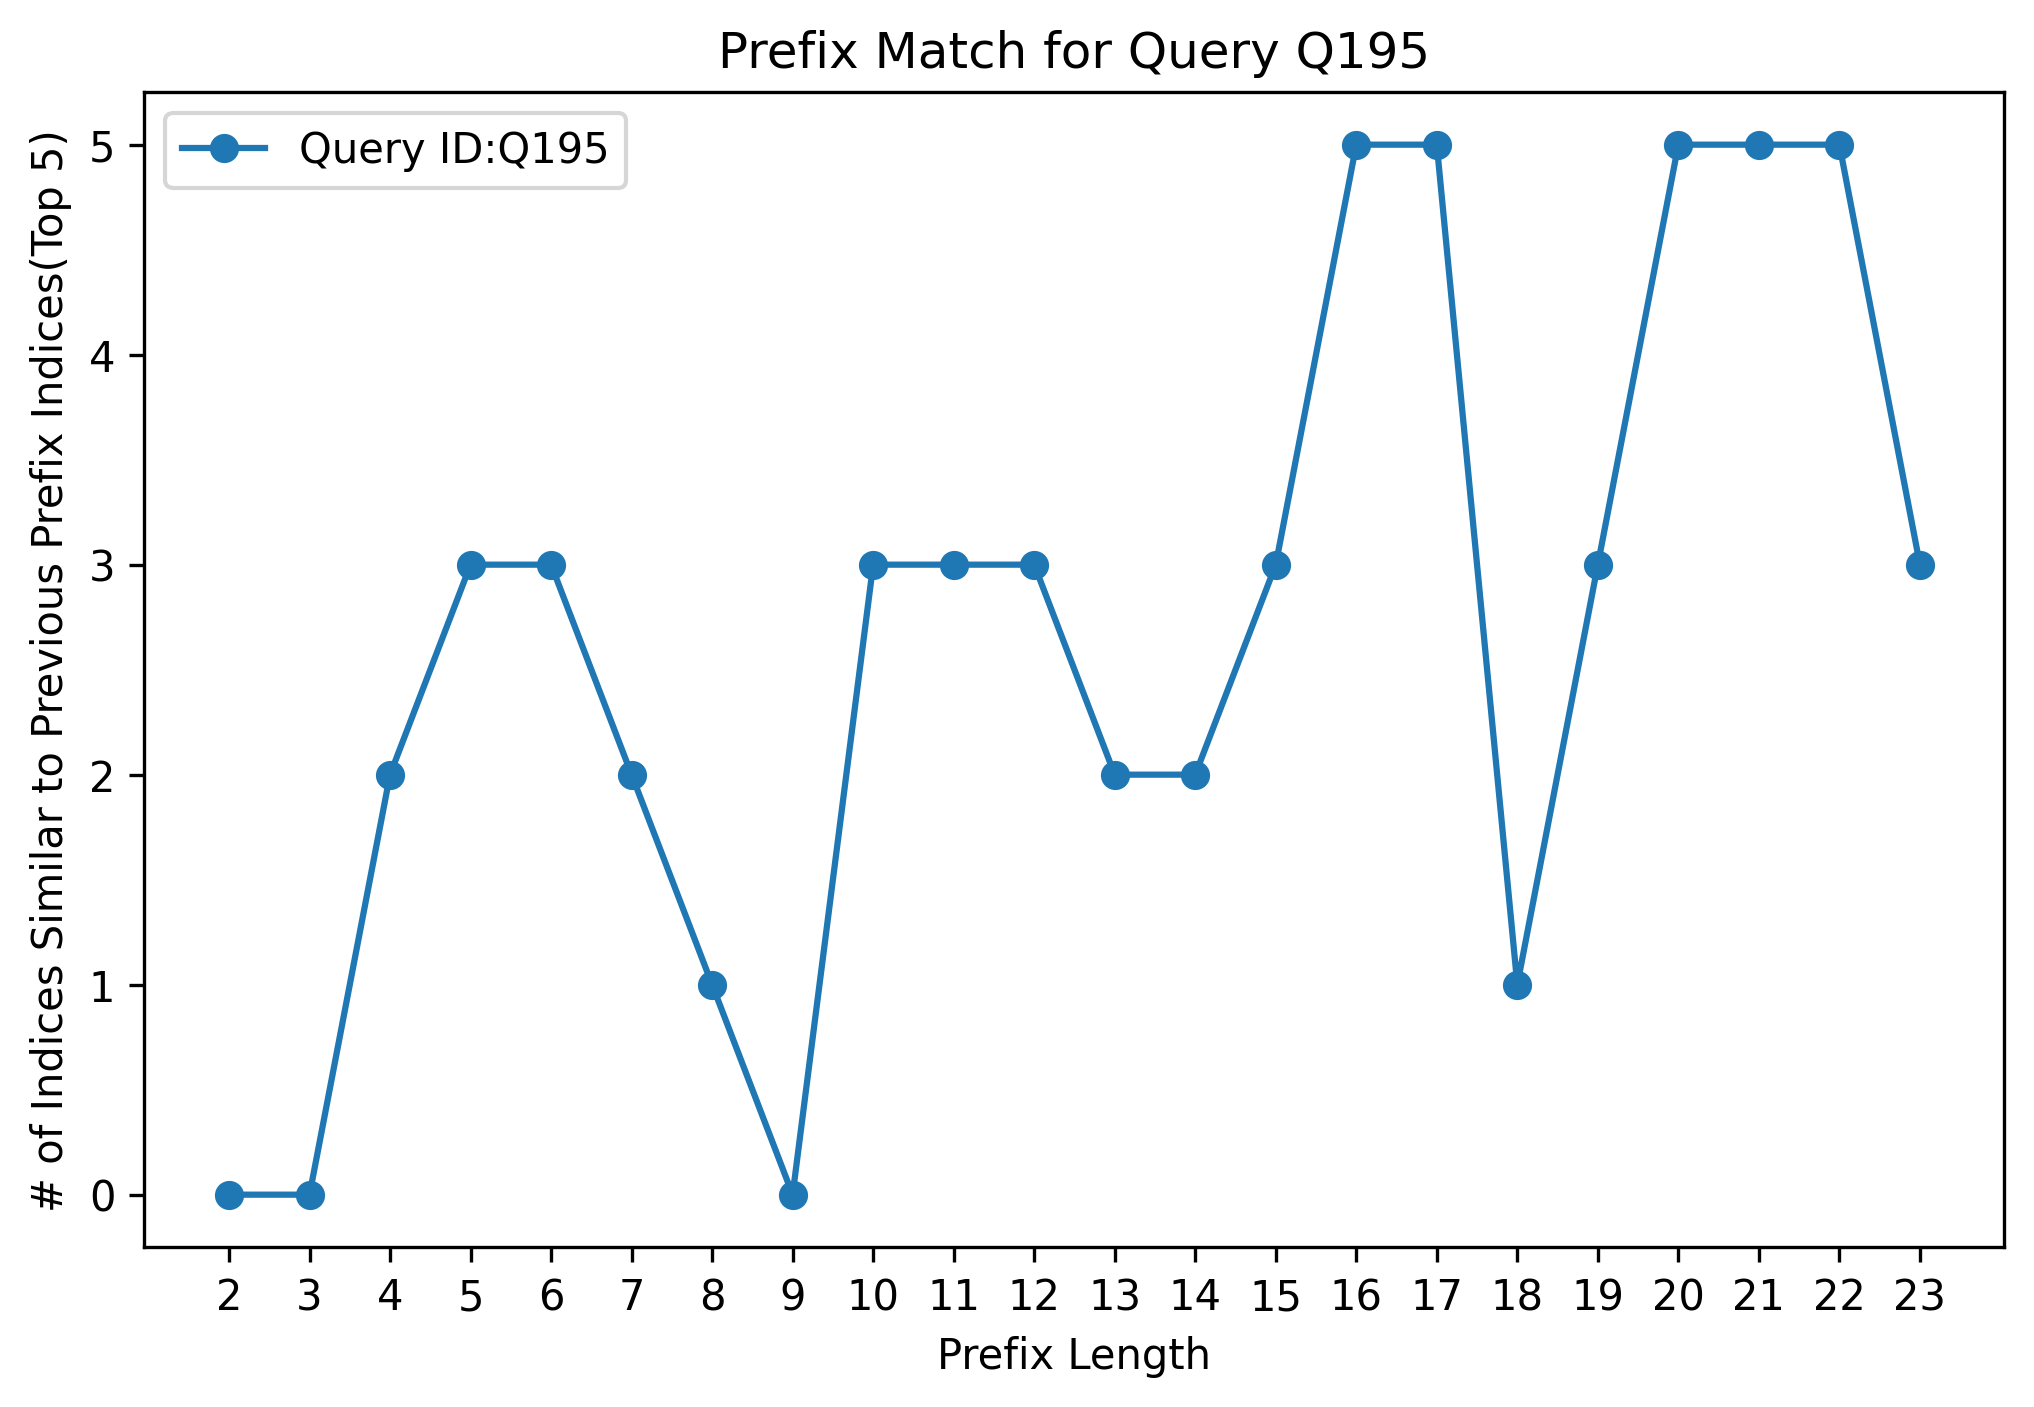 Prefix Match for Query Q195
Query ID:Q195
# of Indices Similar to Previous Prefix Indices(Top 5)
5
4
3
2
1
0
2 3 4 5 6 7 8 9 10 11 12 13 14 15 16 17 18 19 20 21 22 23
Prefix Length